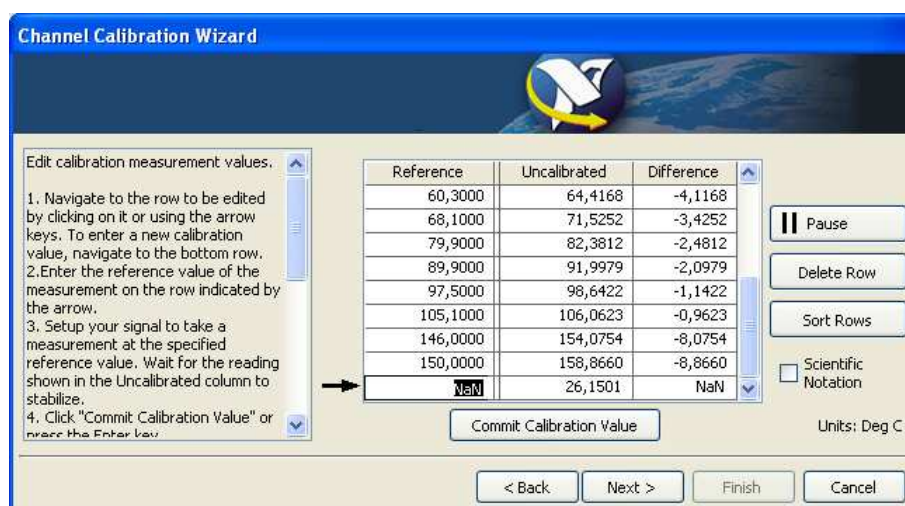 Channel Calibration Wizard
Edit calibration measurement values.
1. Navigate to the row to be edited
by clicking on it or using the arrow
keys. To enter a new calibration
value, navigate to the bottom row.
2.Enter the reference value of the
measurement on the row indicated by
the arrow.
3. Setup your signal to take a
measurement at the specified
reference value. Wait for the reading
shown in the Uncalibrated column to
stabilize.
4. Click "Commit Calibration Value" or
press the Enter key
Reference Uncalibrated Difference
60,3000 64,4168 -4,1168
68,1000 71,5252 -3,4252
79,9000 82,3812 -2,4812
89,9000 91,9979 -2,0979
97,5000 98,6422 -1,1422
105,1000 106,0623 -0,9623
146,0000 154,0754 -8,0754
150,0000 158,8660 -8,8660
NaN 26,1501 NaN
Commit Calibration Value
Pause
Delete Row
Sort Rows
Scientific
Notation
Units: Deg C
< Back Next > Finish Cancel